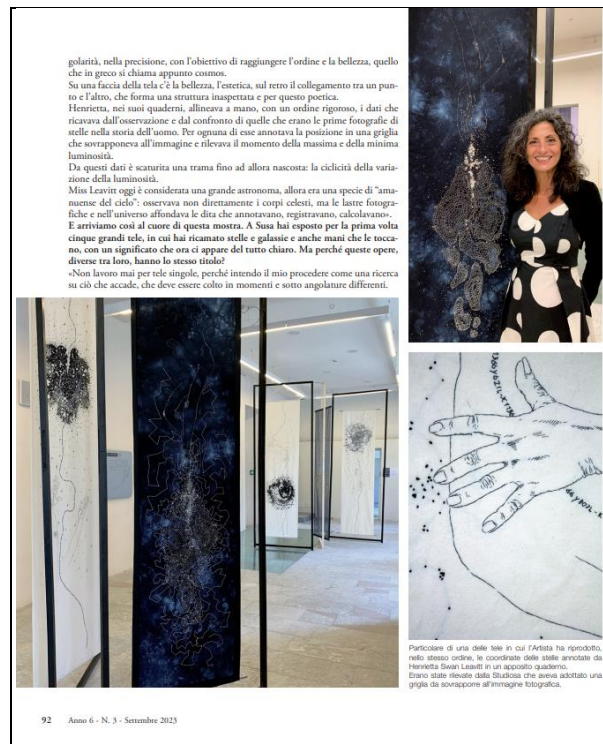 golarità, nella precisione, con l'obiettivo di raggiungere l'ordine e la bellezza, quello
che in greco si chiama appunto cosmos.
Su una faccia della tela c'è la bellezza, l'estetica, sul retro il collegamento tra un pun-
to e l'altro, che forma una struttura inaspettata e per questo poetica.
Henrietta, nei suoi quaderni, allineava a mano, con un ordine rigoroso, i dati che
ricavava dall'osservazione e dal confronto di quelle che erano le prime fotografie di
stelle nella storia dell'uomo. Per ognuna di esse annotava la posizione in una griglia
che sovrapponeva all'immagine e rilevava il momento della massima e della minima
luminosità.
Da questi dati è scaturita una trama fino ad allora nascosta: la ciclicità della varia-
zione della luminosità.
Miss Leavitt oggi è considerata una grande astronoma, allora era una specie di "ama-
nuense del cielo": osservava non direttamente i corpi celesti, ma le lastre fotogra-
fiche e nell'universo affondava le dita che annotavano, registravano, calcolavano».
E arriviamo così al cuore di questa mostra. A Susa hai esposto per la prima volta
cinque grandi tele, in cui hai ricamato stelle e galassie e anche mani che le tocca-
no, con un significato che ora ci appare del tutto chiaro. Ma perché queste opere,
diverse tra loro, hanno lo stesso titolo?
«Non lavoro mai per tele singole, perché intendo il mio procedere come una ricerca
su ciò che accade, che deve essere colto in momenti e sotto angolature differenti.
Particolare di una delle tele in cui l'Artista ha riprodotto,
nello stesso ordine, le coordinate delle stelle annotate da
Henrietta Swan Leavitt in un apposito quaderno.
Erano state rilevate dalla Studiosa che aveva adottato una
griglia da sovrapporre all'immagine fotografica.
92 Anno 6 - N. 3 - Settembre 2023